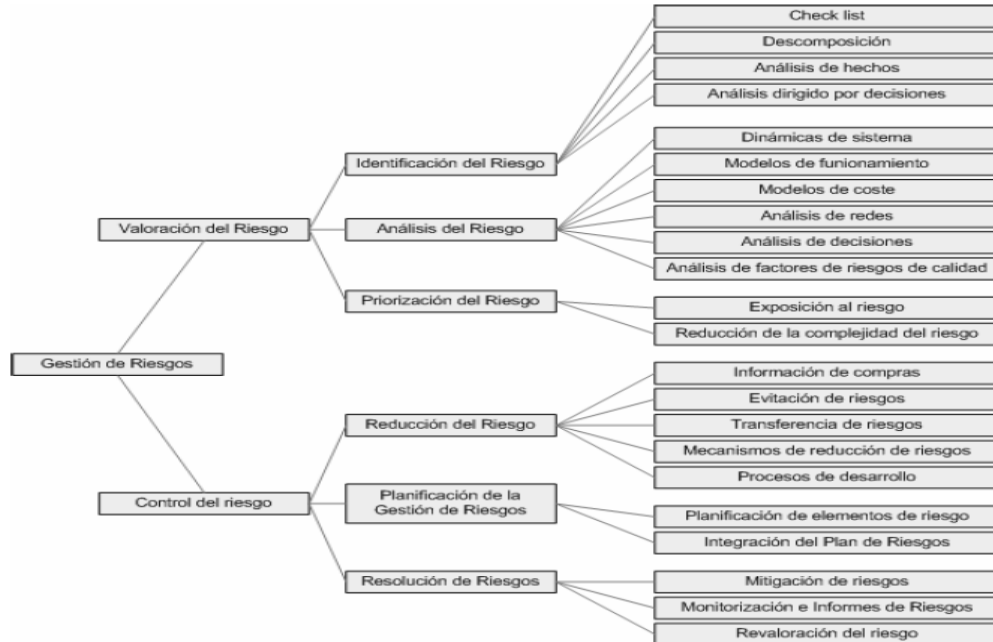 Check list
Descomposición
Análisis de hechos
Análisis dirigido por decisiones
Dinámicas de sistema
Identificación del Riesgo
Modelos de funionamiento
Modelos de coste
Análisis de redes
Valoración del Riesgo
Análisis del Riesgo
Análisis de decisiones
Análisis de factores de riesgos de calidad
Priorización del Riesgo
Exposición al riesgo
Reducción de la complejidad del riesgo
Gestión de Riesgos
Información de compras
Evitación de riesgos
Reducción del Riesgo
Transferencia de riesgos
Mecanismos de reducción de riesgos
Procesos de desarrollo
Control del riesgo
Planificación de la
Gestión de Riesgos
Planificación de elementos de riesgo
Integración del Plan de Riesgos
Resolución de Riesgos
Mitigación de riesgos
Monitorización e Informes de Riesgos
Revaloración del riesgo